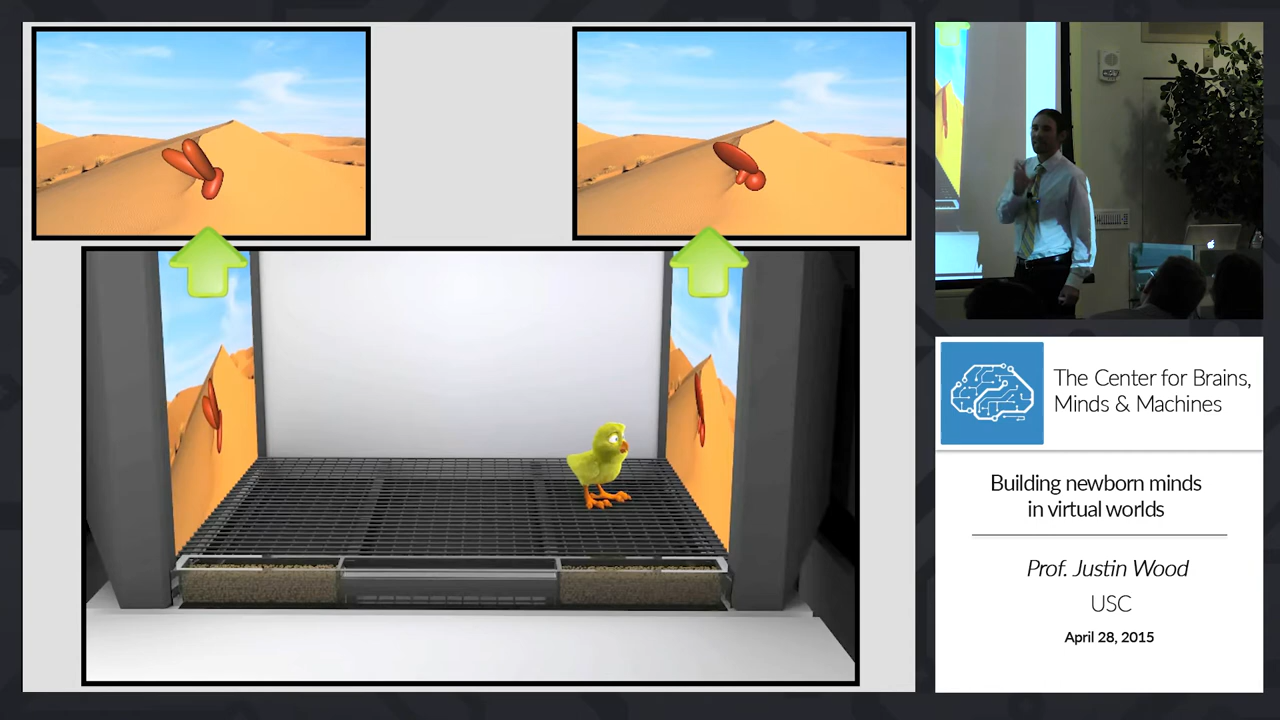 The Center for Brains,
Minds & Machines
Building newborn minds
in virtual worlds
Prof. Justin Wood
USC
April 28, 2015